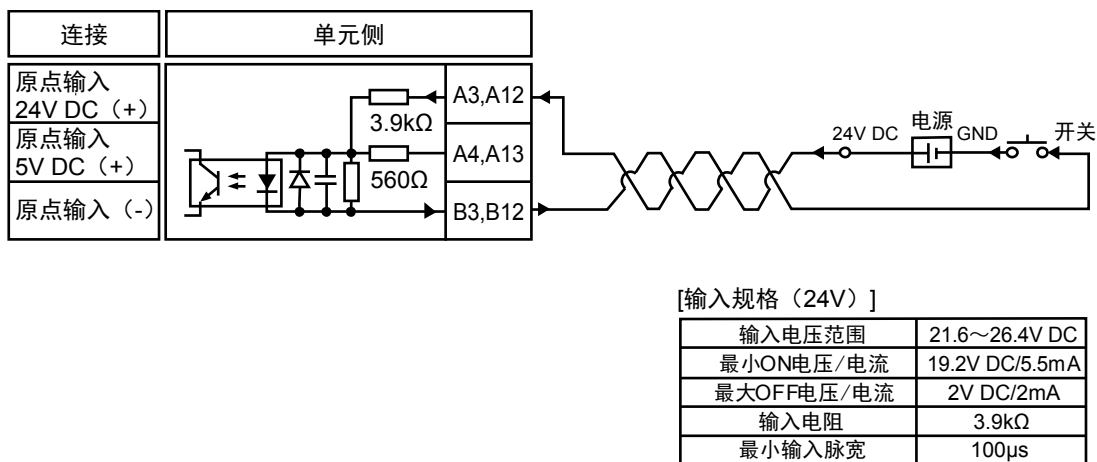 连接
单元侧
原点输入
24V DC（+）
原点输入
5V DC（+）
原点输入（-）
3.9kΩ
560Ω
A3,A12
A4,A13
B3,B12
24V DC
电源
GND
开关
[输入规格（24V）]
输入电压范围 21.6～26.4V DC
最小ON电压/电流 19.2V DC/5.5mA
最大OFF电压/电流 2V DC/2mA
输入电阻 3.9kΩ
最小输入脉宽 100μs